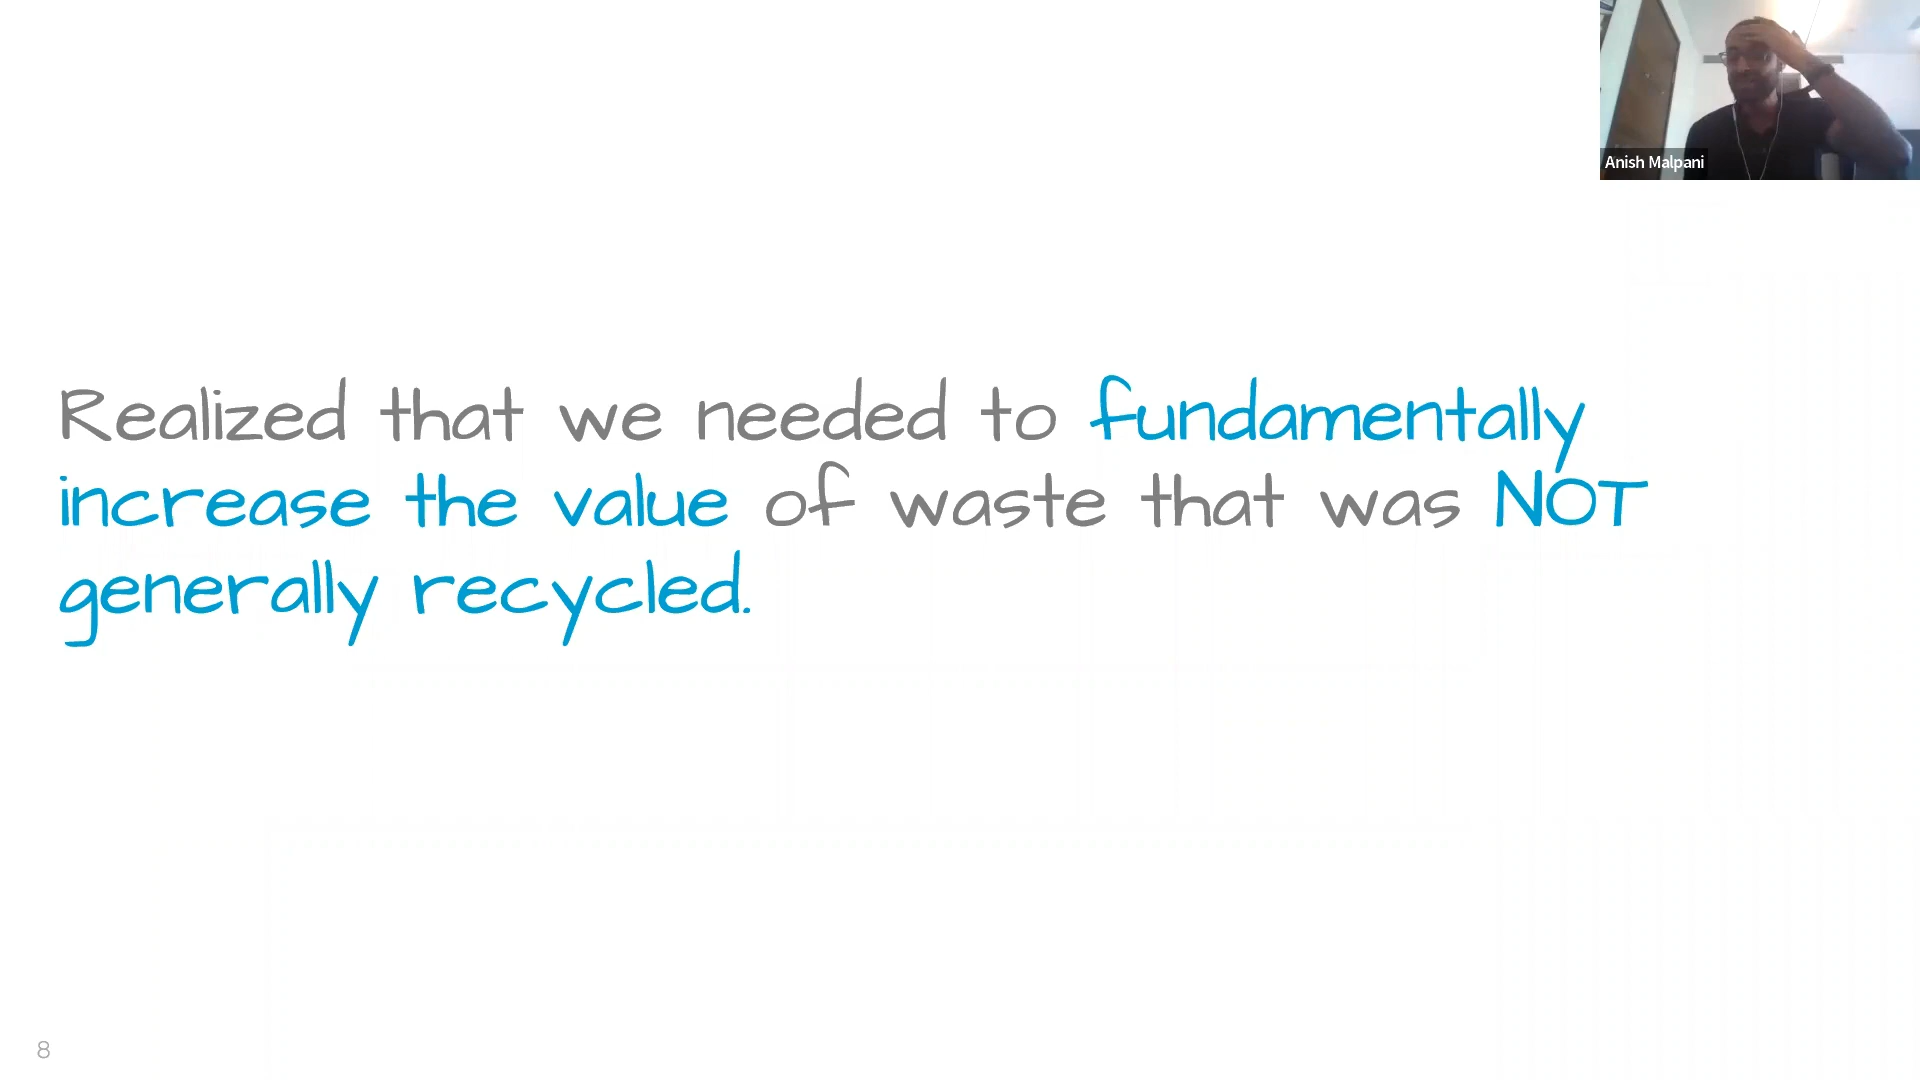 Anish Malpani
Realized that we needed to fundamentally
increase the value of waste that was NOT
generally recycled.
8